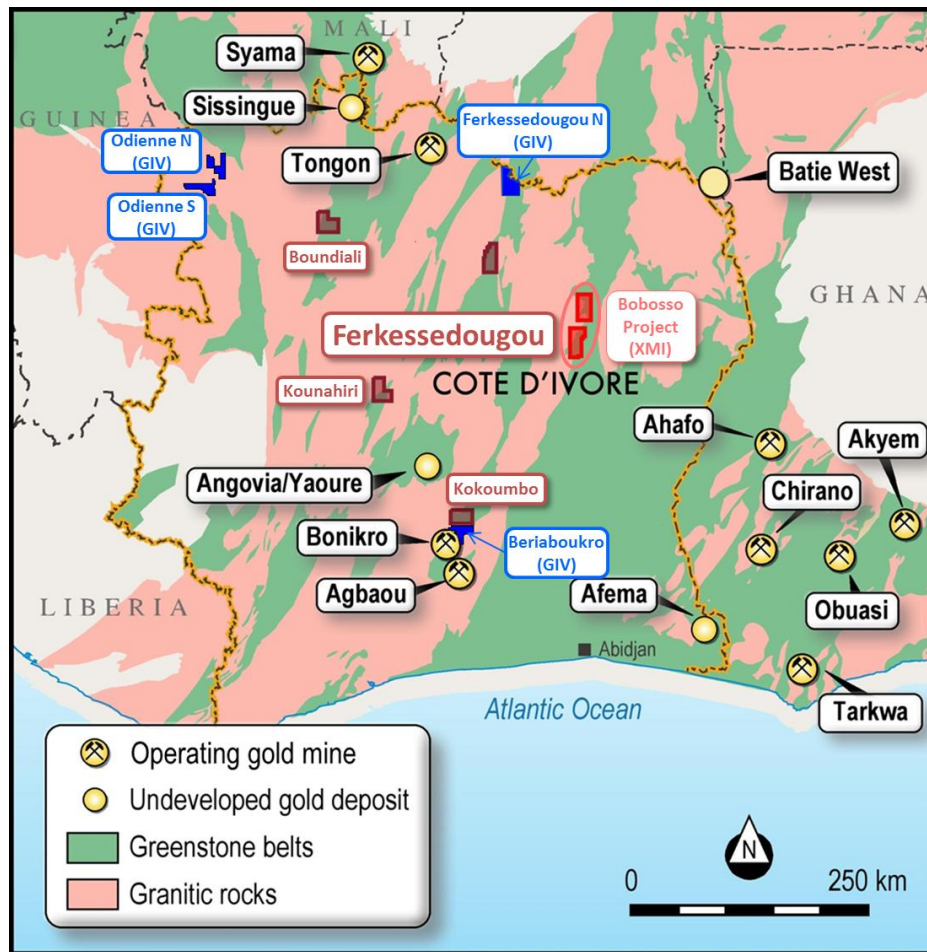 MALI
Syama
Sissingue
GUINEA
Odienne N
(GIV)
Tongon
Ferkessedougou N
(GIV)
Batie West
Odienne S
(GIV)
Boundiali
GHANA
Ferkessedougou
Bobosso
Project
(XMI)
COTE D'IVORE
Kounahiri
Ahafo
Akyem
Angovia/Yaoure
Kokoumbo
Chirano
Bonikro
Beriaboukro
(GIV)
Agbaou
LIBERIA
Afema
Obuasi
Abidjan
Atlantic Ocean
Tarkwa
Operating gold mine
Undeveloped gold deposit
Greenstone belts
Granitic rocks
N
0 250 km